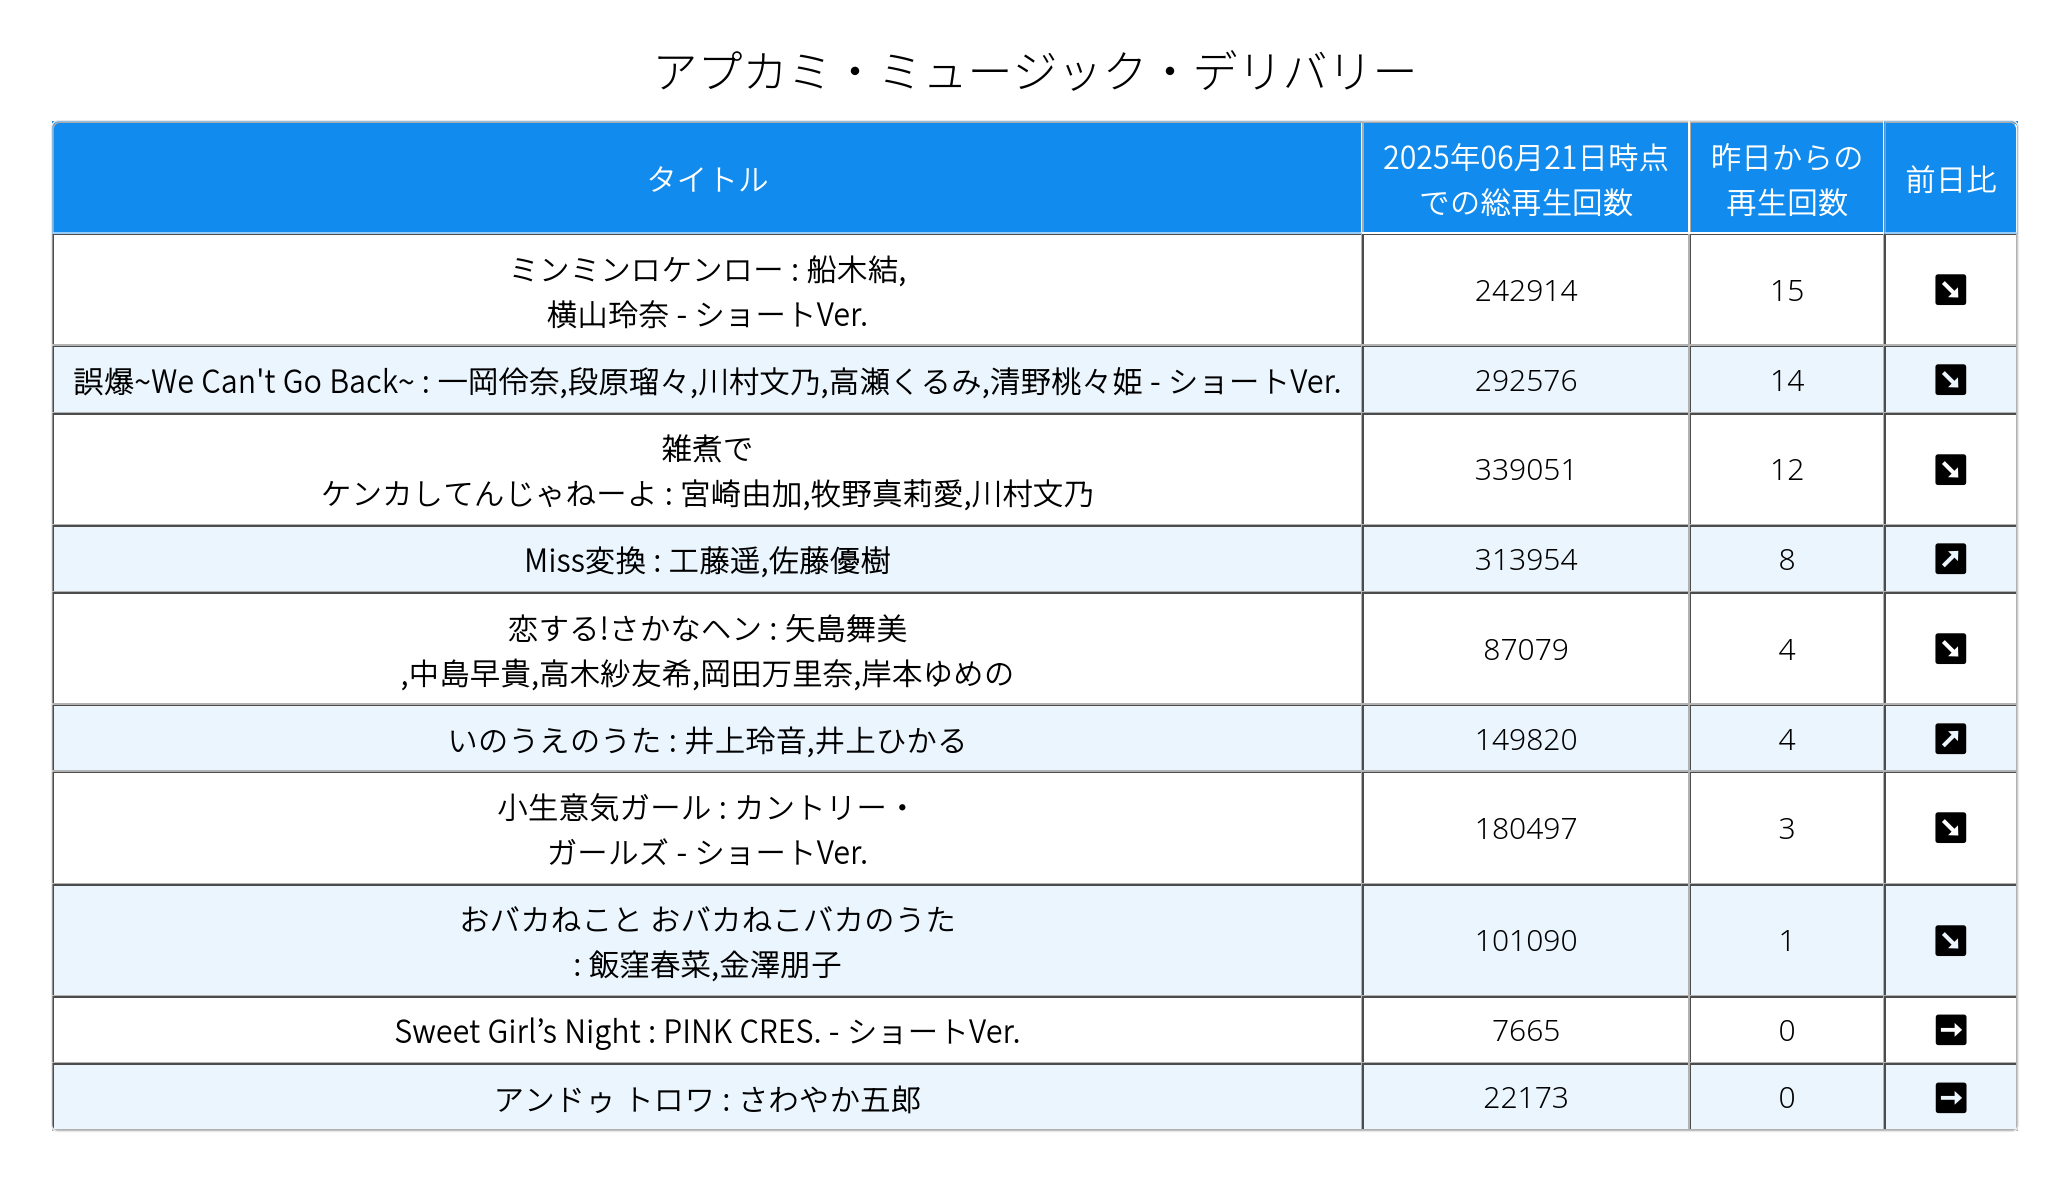 アプカミ・ミュージック・デリバリー
タイトル
2025年06月21日時点
での総再生回数
昨日からの
再生回数
前日比
ミンミンロケンロー : 船木結,
横山玲奈 - ショートVer.
242914
15
誤爆~We Can't Go Back~ : 一岡伶奈,段原瑠々,川村文乃,高瀬くるみ,清野桃々姫 - ショートVer.
292576
14
雑煮で
ケンカしてんじゃねーよ : 宮崎由加,牧野真莉愛,川村文乃
339051
12
Miss変換 : 工藤遥,佐藤優樹
313954
8
恋する!さかなヘン : 矢島舞美
,中島早貴,高木紗友希,岡田万里奈,岸本ゆめの
87079
4
いのうえのうた : 井上玲音,井上ひかる
149820
4
小生意気ガール : カントリー・
ガールズ - ショートVer.
180497
3
おバカねこと おバカねこバカのうた
: 飯窪春菜,金澤朋子
101090
1
Sweet Girl’s Night : PINK CRES. - ショートVer.
7665
0
アンドゥ トロワ : さわやか五郎
22173
0